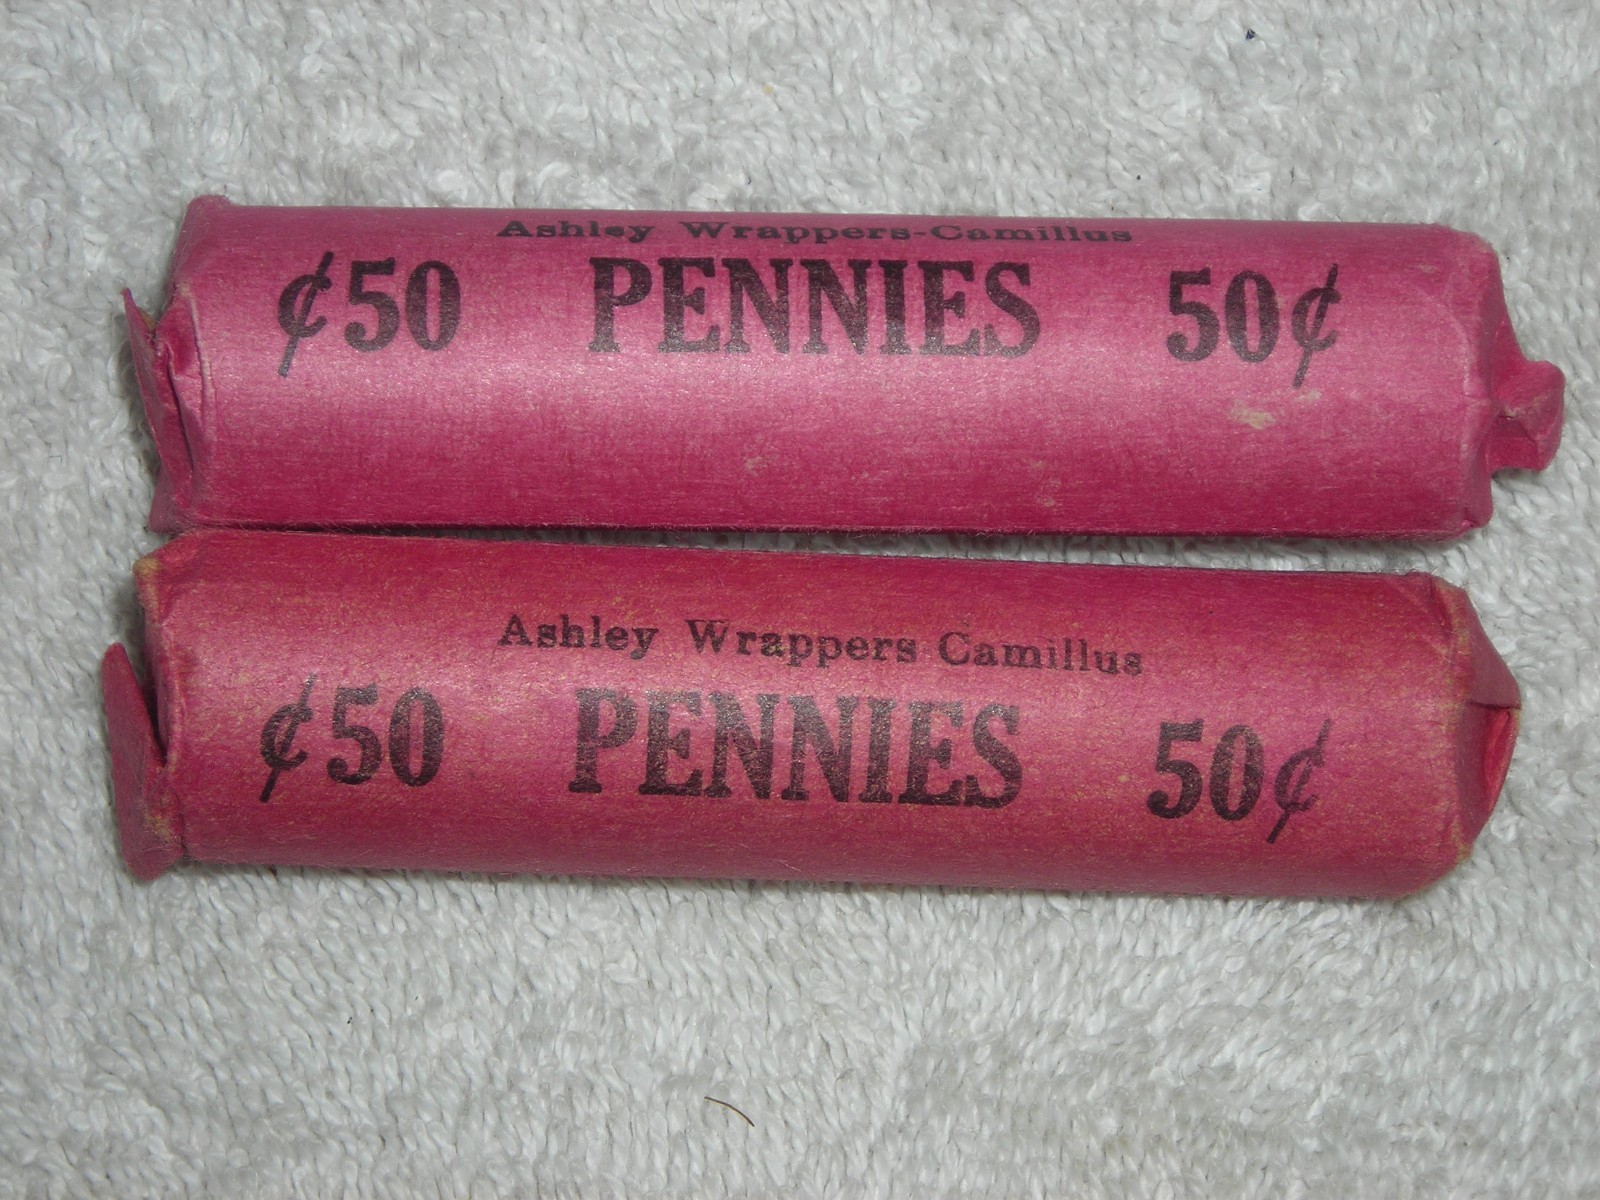 Ashley Wrappers-Camillus
¢50 PENNIES 50¢
Ashley Wrappers Camillus
¢50 PENNIES 50¢